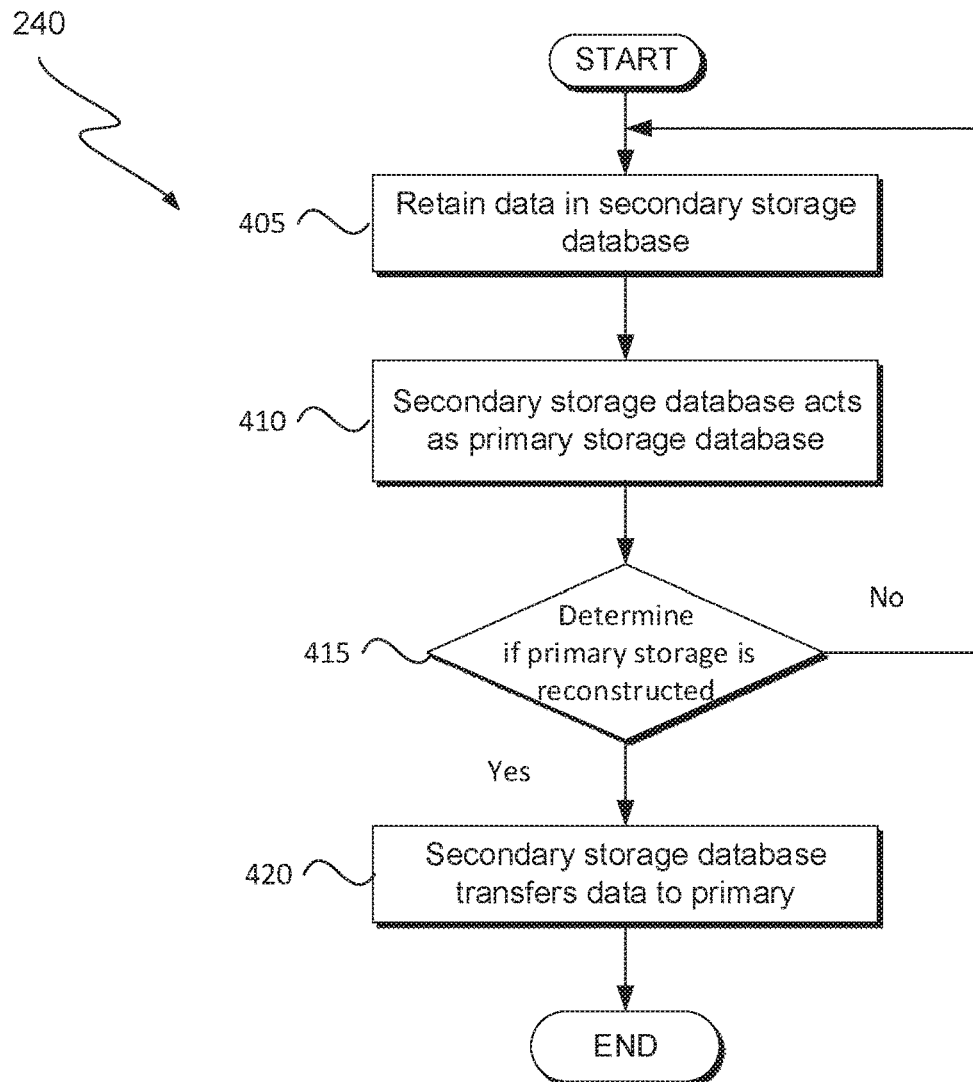 240
START
405
Retain data in secondary storage
database
410
Secondary storage database acts
as primary storage database
415
Determine
if primary storage is
reconstructed
No
Yes
420
Secondary storage database
transfers data to primary
END